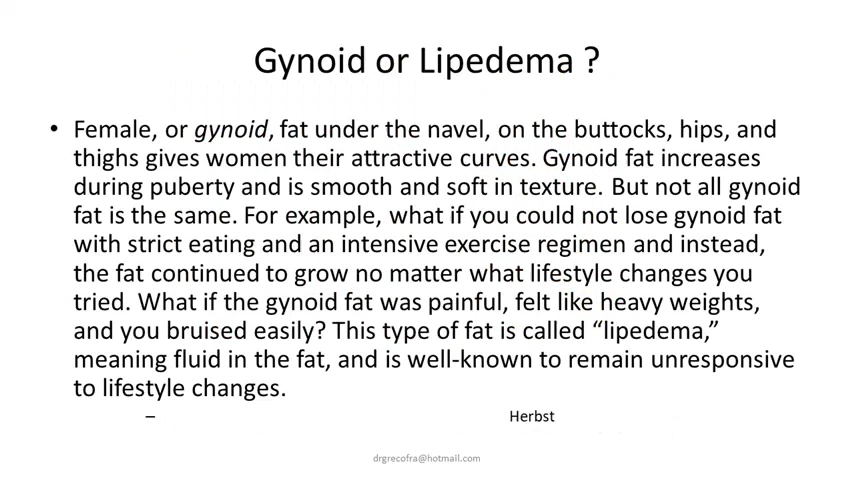 Gynoid or Lipedema ?
• Female, or gynoid, fat under the navel, on the buttocks, hips, and
thighs gives women their attractive curves. Gynoid fat increases
during puberty and is smooth and soft in texture. But not all gynoid
fat is the same. For example, what if you could not lose gynoid fat
with strict eating and an intensive exercise regimen and instead,
the fat continued to grow no matter what lifestyle changes you
tried. What if the gynoid fat was painful, felt like heavy weights,
and you bruised easily? This type of fat is called “lipedema,”
meaning fluid in the fat, and is well-known to remain unresponsive
to lifestyle changes.
– Herbst
drgrecofra@hotmail.com